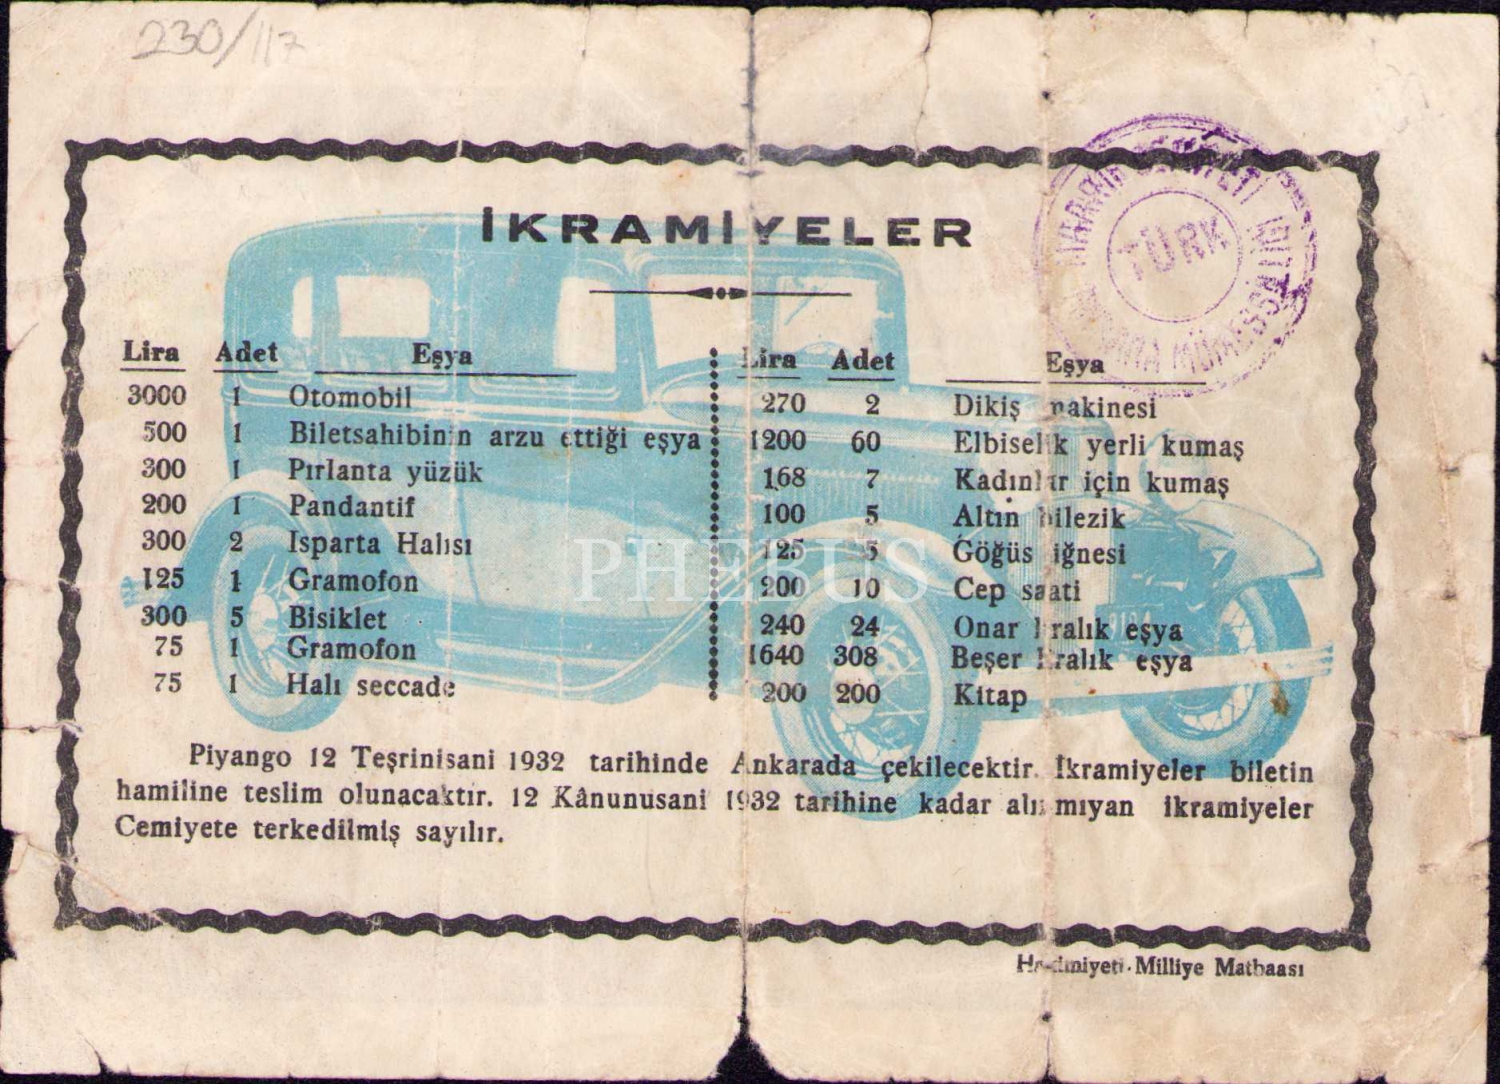 230/117
İKRAMİYELER
Lira Adet Eşya
3000 1 Otomobil
500 1 Biletsahibinin arzu ettiği eşya
300 1 Pırlanta yüzük
200 1 Pandantif
300 2 Isparta Halısı
125 1 Gramofon
300 5 Bisiklet
75 1 Gramofon
75 1 Halı seccade
Lira Adet Eşya
270 2 Dikiş makinesi
1200 60 Elbiselik yerli kumaş
168 7 Kadınlar için kumaş
100 5 Altın bilezik
125 5 Göğüs iğnesi
200 10 Cep saati
240 24 Onar liralık eşya
1640 308 Beşer liralık eşya
200 200 Kitap
Piyango 12 Teşrinisani 1932 tarihinde Ankarada çekilecektir. İkramiyeler biletin
hamiline teslim olunacaktır. 12 Kânunusani 1932 tarihine kadar alınmıyan ikramiyeler
Cemiyete terkedilmiş sayılır.
Hakimiyeti Milliye Matbaası
TÜRK
PHEBUS